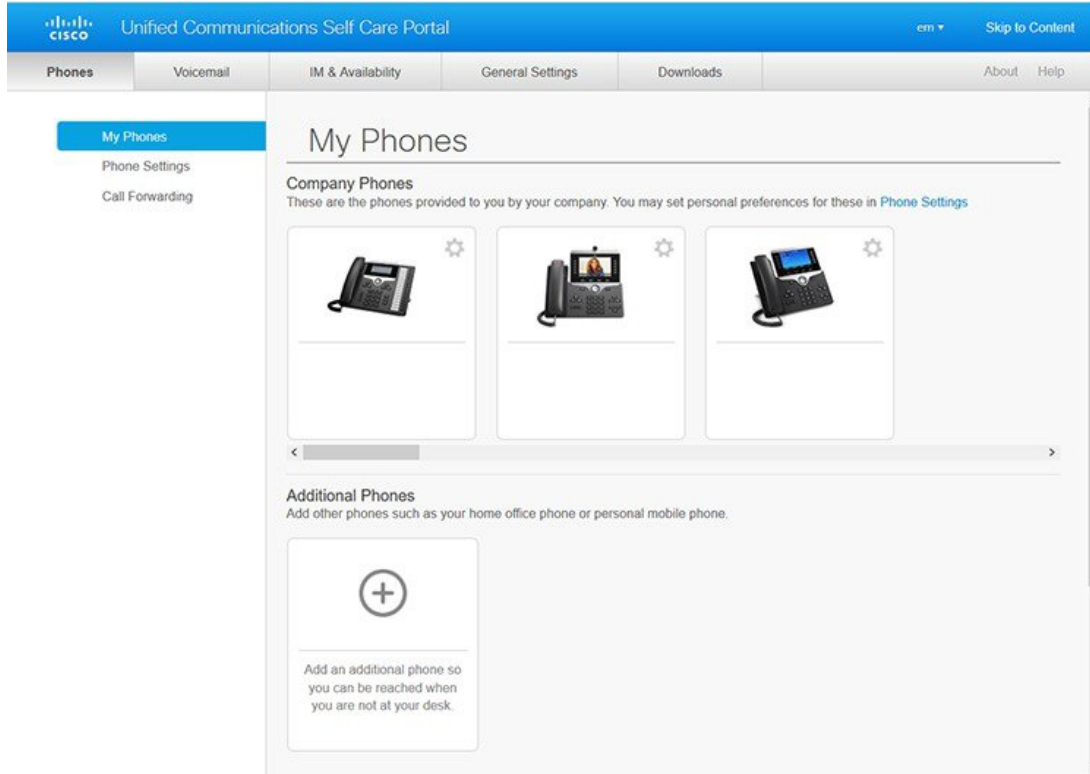 CISCO
Unified Communications Self Care Portal
em
Skip to Content
Phones
Voicemail
IM & Availability
General Settings
Downloads
About
Help
My Phones
Phone Settings
Call Forwarding
My Phones
Company Phones
These are the phones provided to you by your company. You may set personal preferences for these in Phone Settings
Additional Phones
Add other phones such as your home office phone or personal mobile phone.
Add an additional phone so
you can be reached when
you are not at your desk.